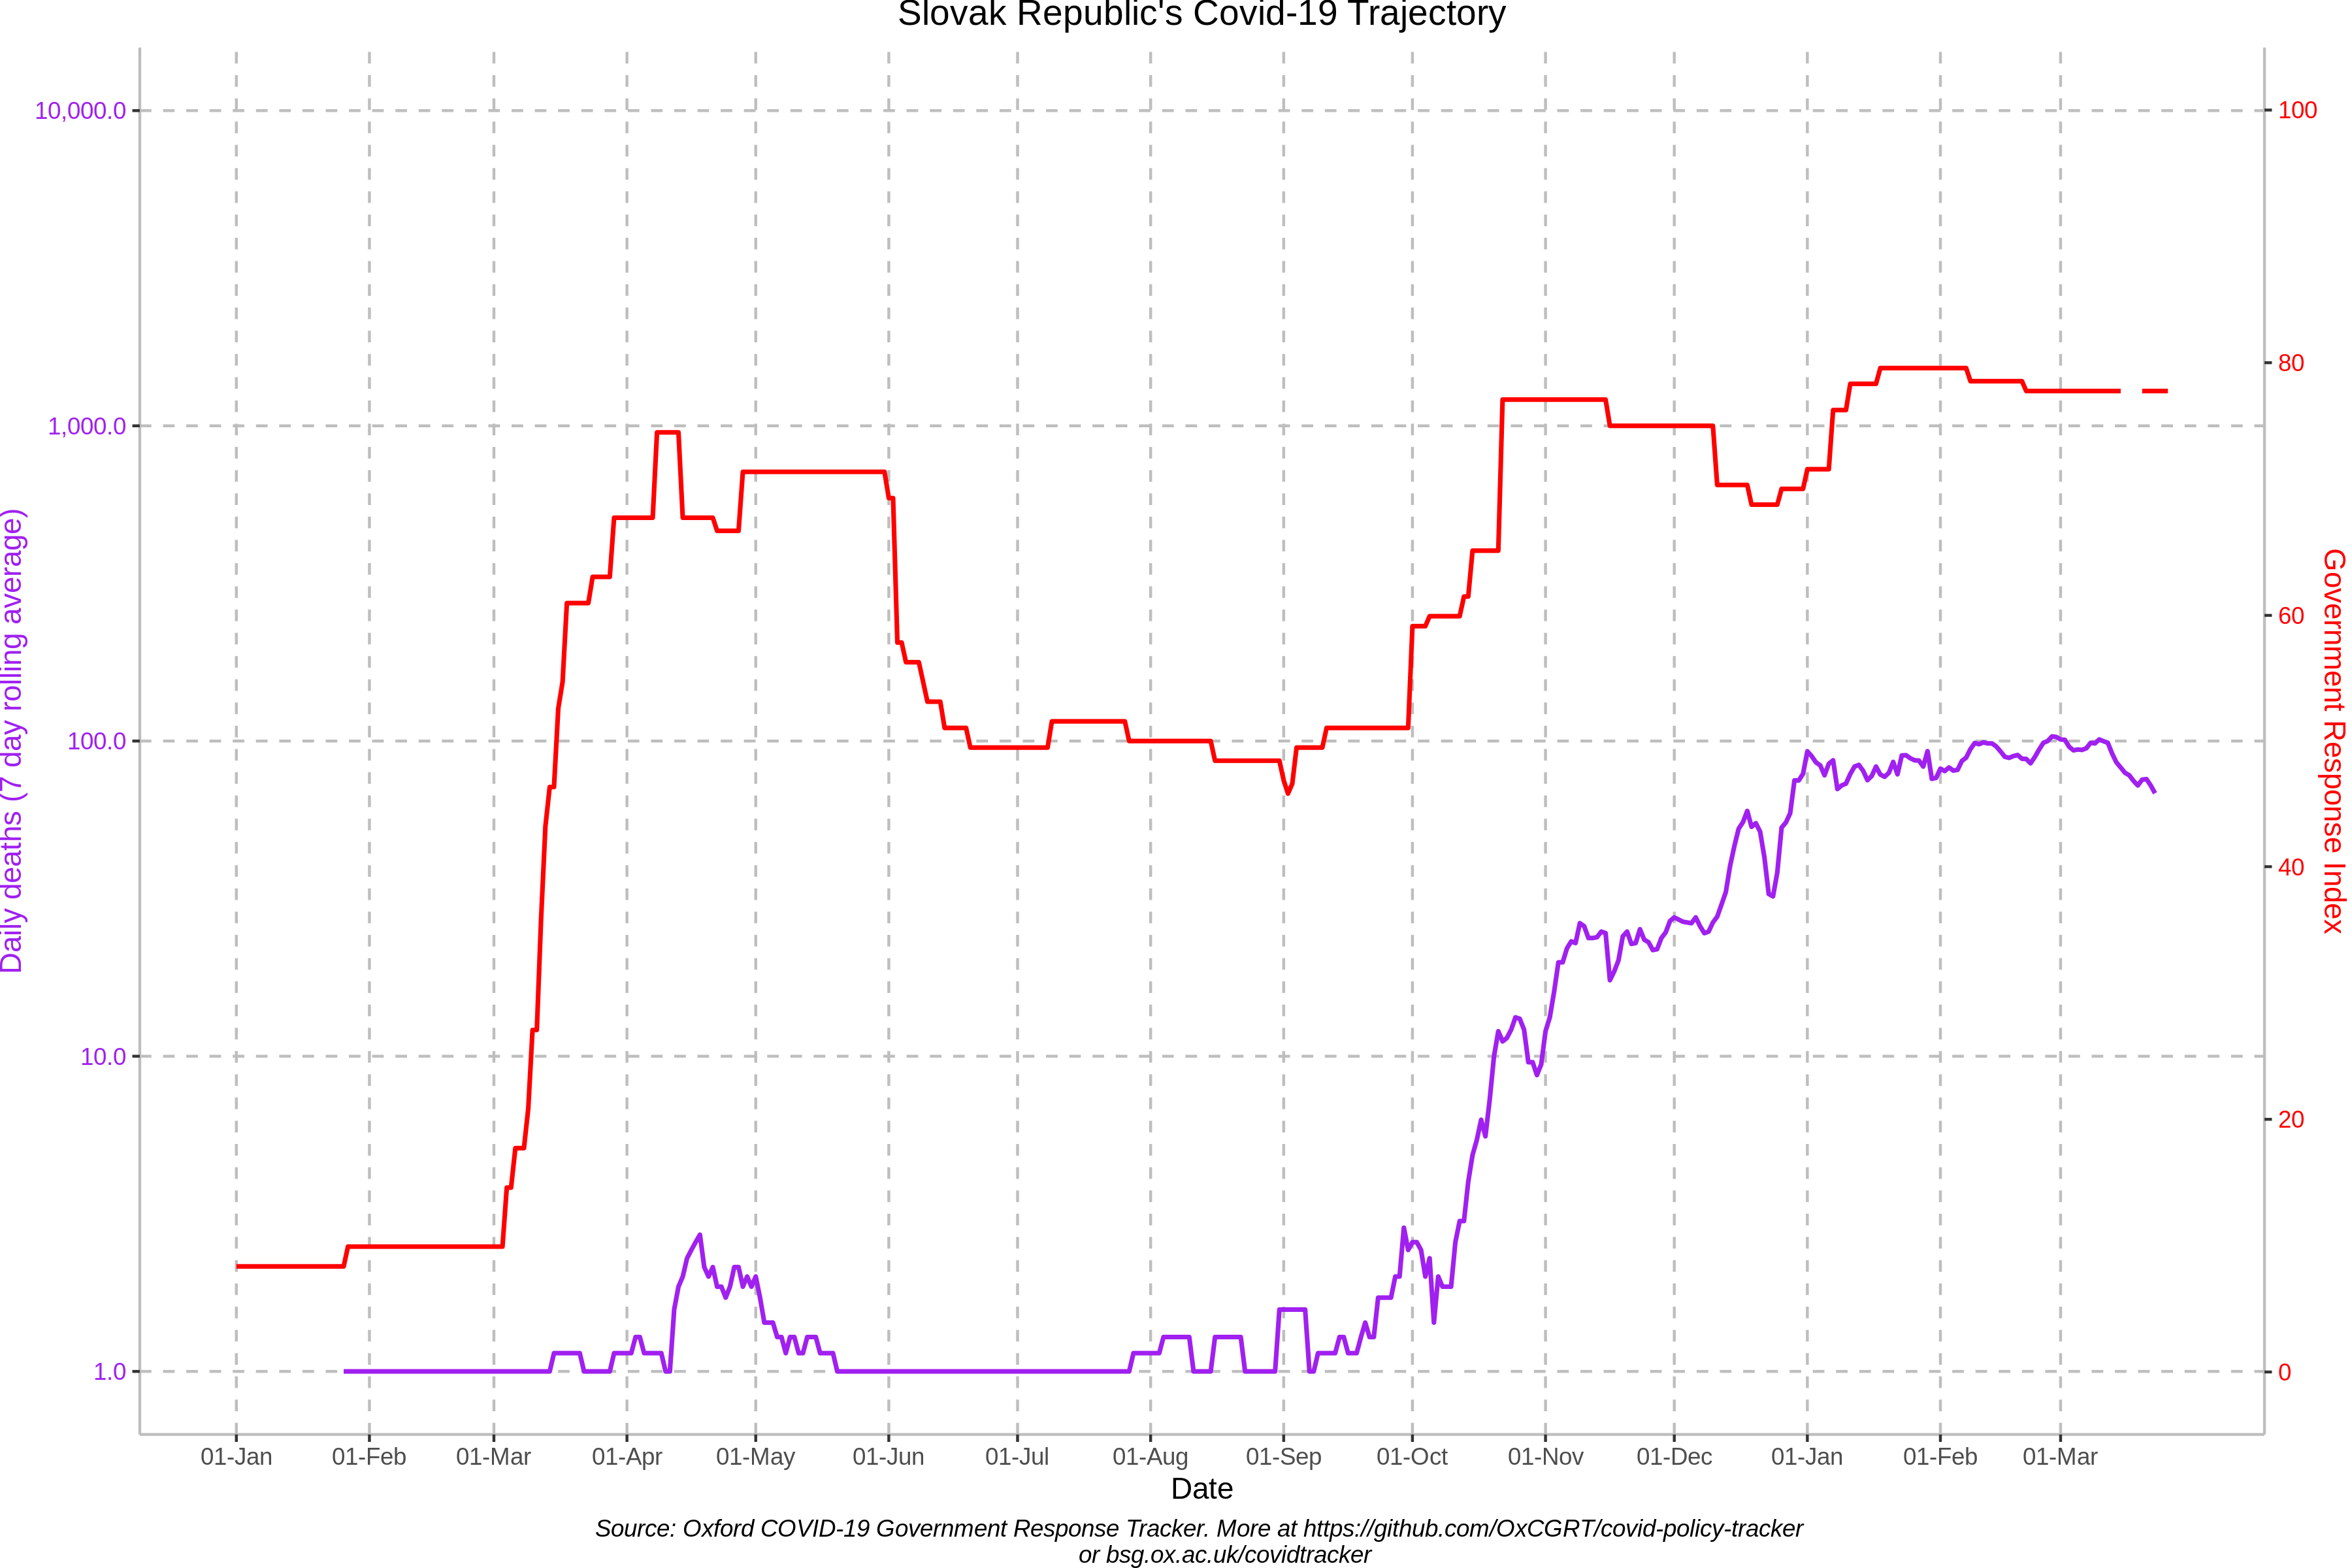 Slovak Republic's Covid-19 Trajectory
10,000.0
1,000.0
100.0
10.0
1.0
Daily deaths (7 day rolling average)
100
80
60
40
20
0
Government Response Index
01-Jan 01-Feb 01-Mar 01-Apr 01-May 01-Jun 01-Jul 01-Aug 01-Sep 01-Oct 01-Nov 01-Dec 01-Jan 01-Feb 01-Mar
Date
Source: Oxford COVID-19 Government Response Tracker. More at https://github.com/OxCGRT/covid-policy-tracker
or bsg.ox.ac.uk/covidtracker